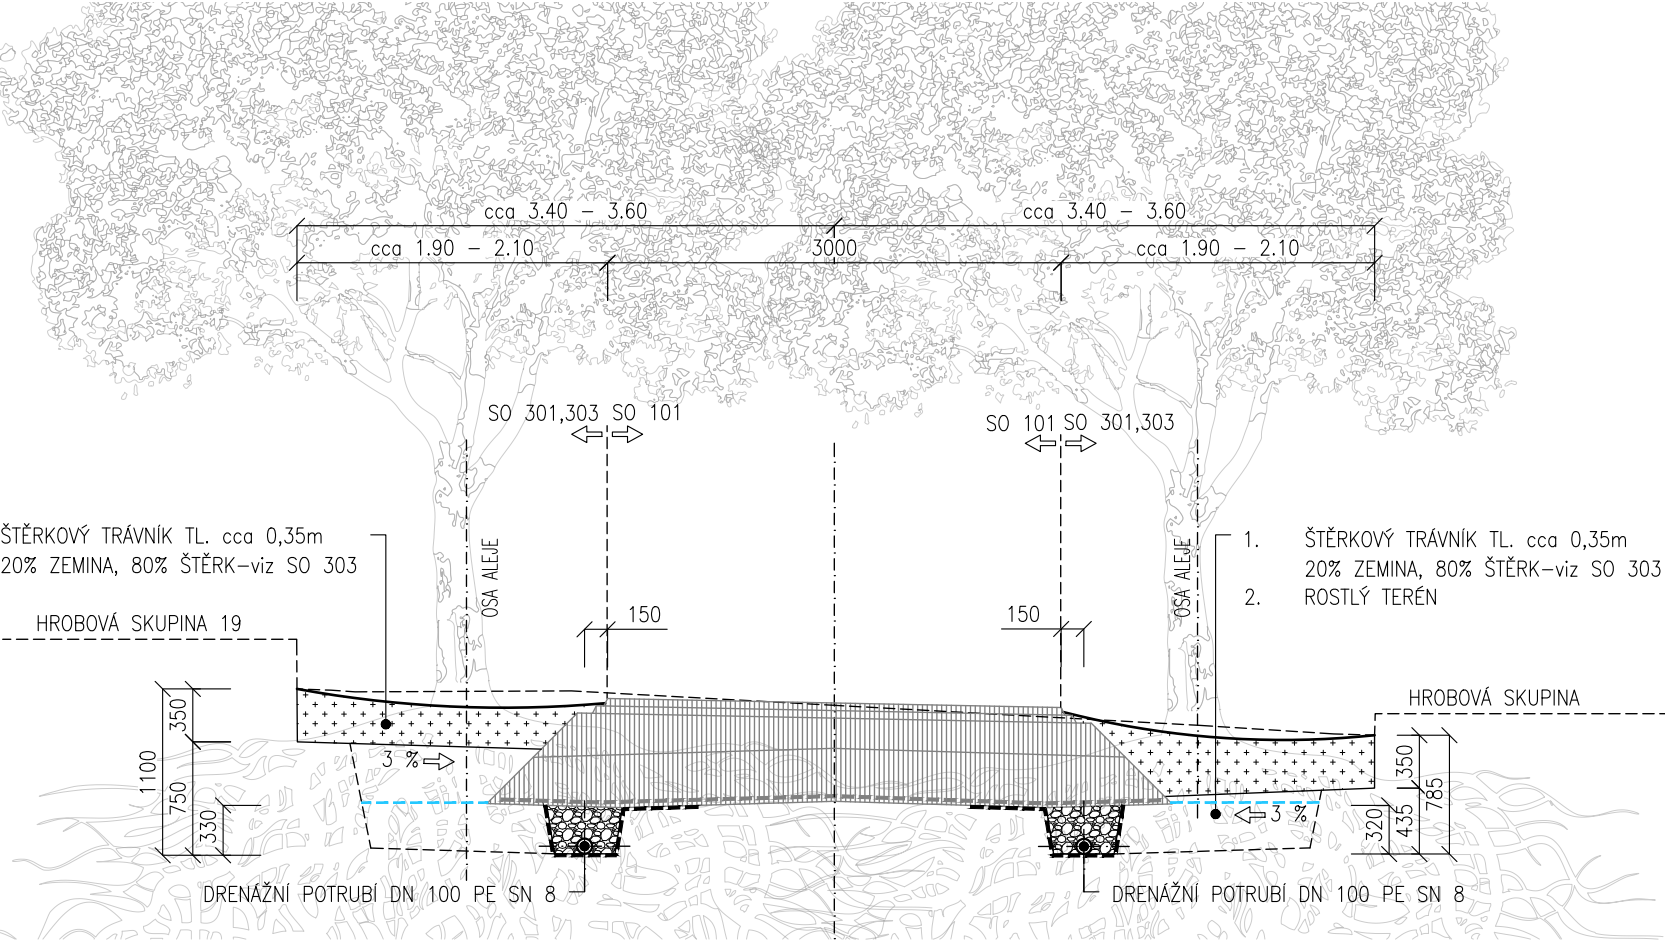 cca 3.40 – 3.60
cca 3.40 – 3.60
cca 1.90 – 2.10
3000
cca 1.90 – 2.10
SO 301,303
SO 101
SO 101
SO 301,303
ŠTĚRKOVÝ TRÁVNÍK TL. cca 0,35m
20% ZEMINA, 80% ŠTĚRK–viz SO 303
OSA ALEJE
OSA ALEJE
1. ŠTĚRKOVÝ TRÁVNÍK TL. cca 0,35m
20% ZEMINA, 80% ŠTĚRK–viz SO 303
2. ROSTLÝ TERÉN
HROBOVÁ SKUPINA 19
150
150
HROBOVÁ SKUPINA
350
1100
750
330
3 %
3 %
350
785
435
320
DRENÁŽNÍ POTRUBÍ DN 100 PE SN 8
DRENÁŽNÍ POTRUBÍ DN 100 PE SN 8